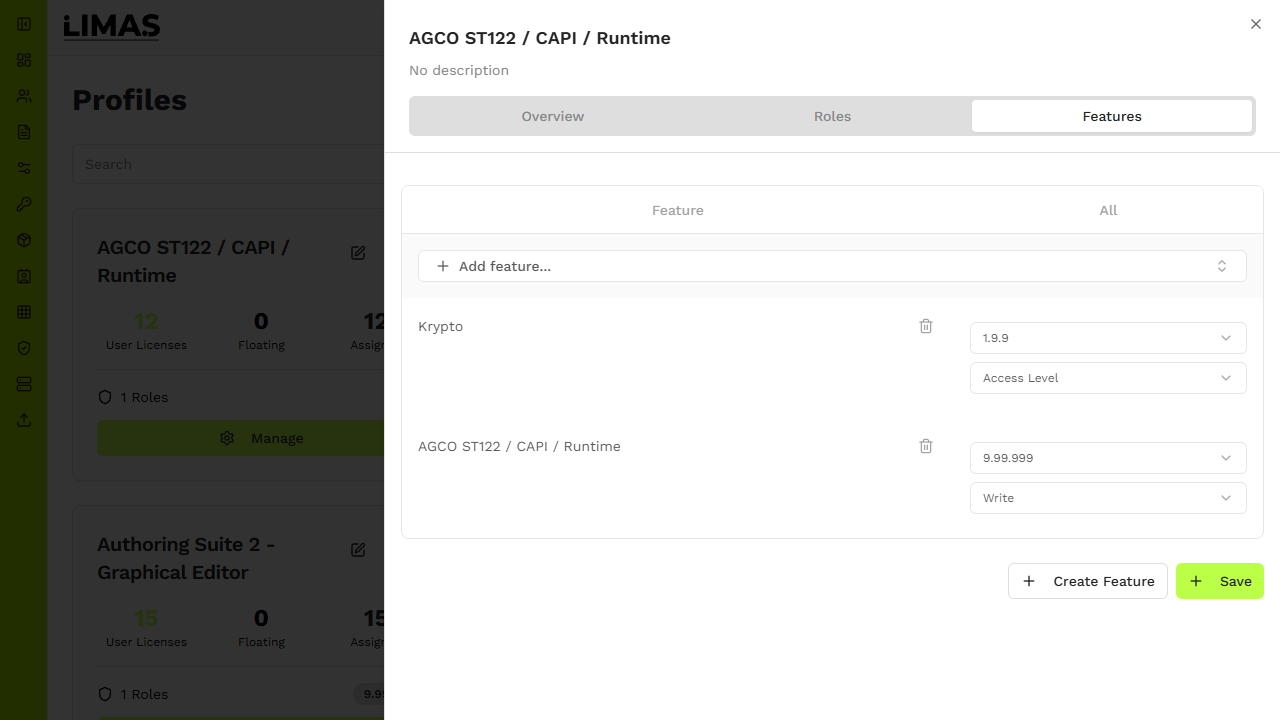 LIMAS
Profiles
Search
AGCO ST122 / CAPI /
Runtime
12
0
12
User Licenses
Floating
Assign
1 Roles
Manage
Authoring Suite 2 -
Graphical Editor
15
0
15
User Licenses
Floating
Assign
1 Roles
9.9
AGCO ST122 / CAPI / Runtime
No description
Overview
Roles
Features
Feature
All
Add feature...
Krypto
1.9.9
Access Level
AGCO ST122 / CAPI / Runtime
9.99.999
Write
Create Feature
Save